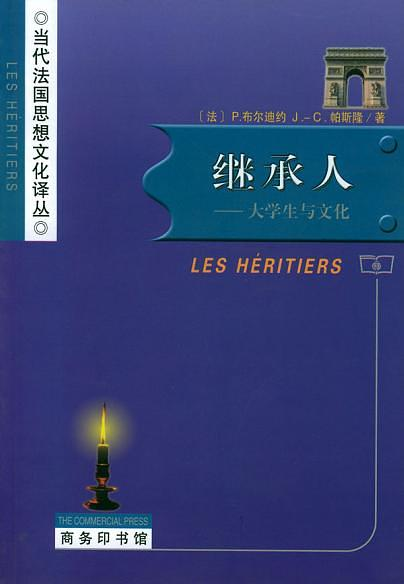 ◎当代法国思想文化译丛◎
LES HÉRITIERS
〔法〕P.布尔迪约 J.-C.帕斯隆/著
继承人
——大学生与文化
LES HÉRITIERS
THE COMMERCIAL PRESS
商务印书馆